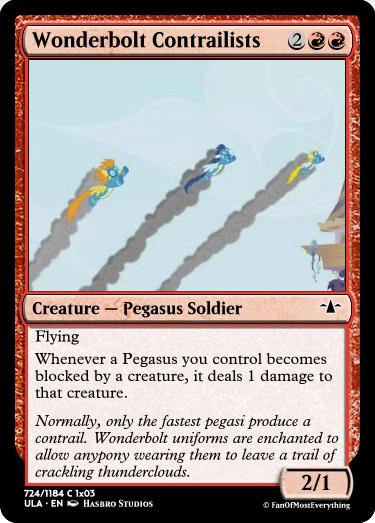 Wonderbolt Contrailists 2
Creature — Pegasus Soldier
Flying
Whenever a Pegasus you control becomes
blocked by a creature, it deals 1 damage to
that creature.
Normally, only the fastest pegasi produce a
contrail. Wonderbolt uniforms are enchanted to
allow anypony wearing them to leave a trail of
crackling thunderclouds.
2/1
724/1184 C 1x03
ULA • EN Hasbro Studios
© FanOfMostEverything